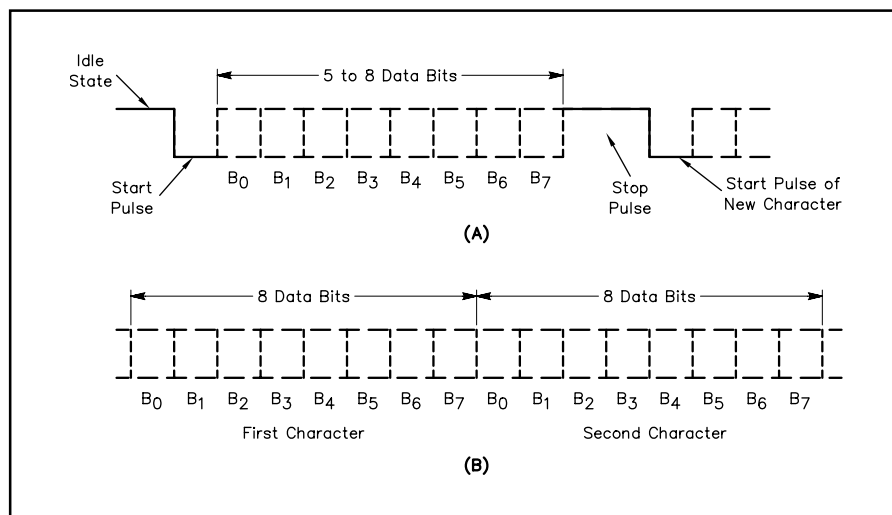 Idle
State
5 to 8 Data Bits
Start
Pulse
B0 B1 B2 B3 B4 B5 B6 B7
Stop
Pulse
Start Pulse of
New Character
(A)
8 Data Bits 8 Data Bits
B0 B1 B2 B3 B4 B5 B6 B7 B0 B1 B2 B3 B4 B5 B6 B7
First Character Second Character
(B)